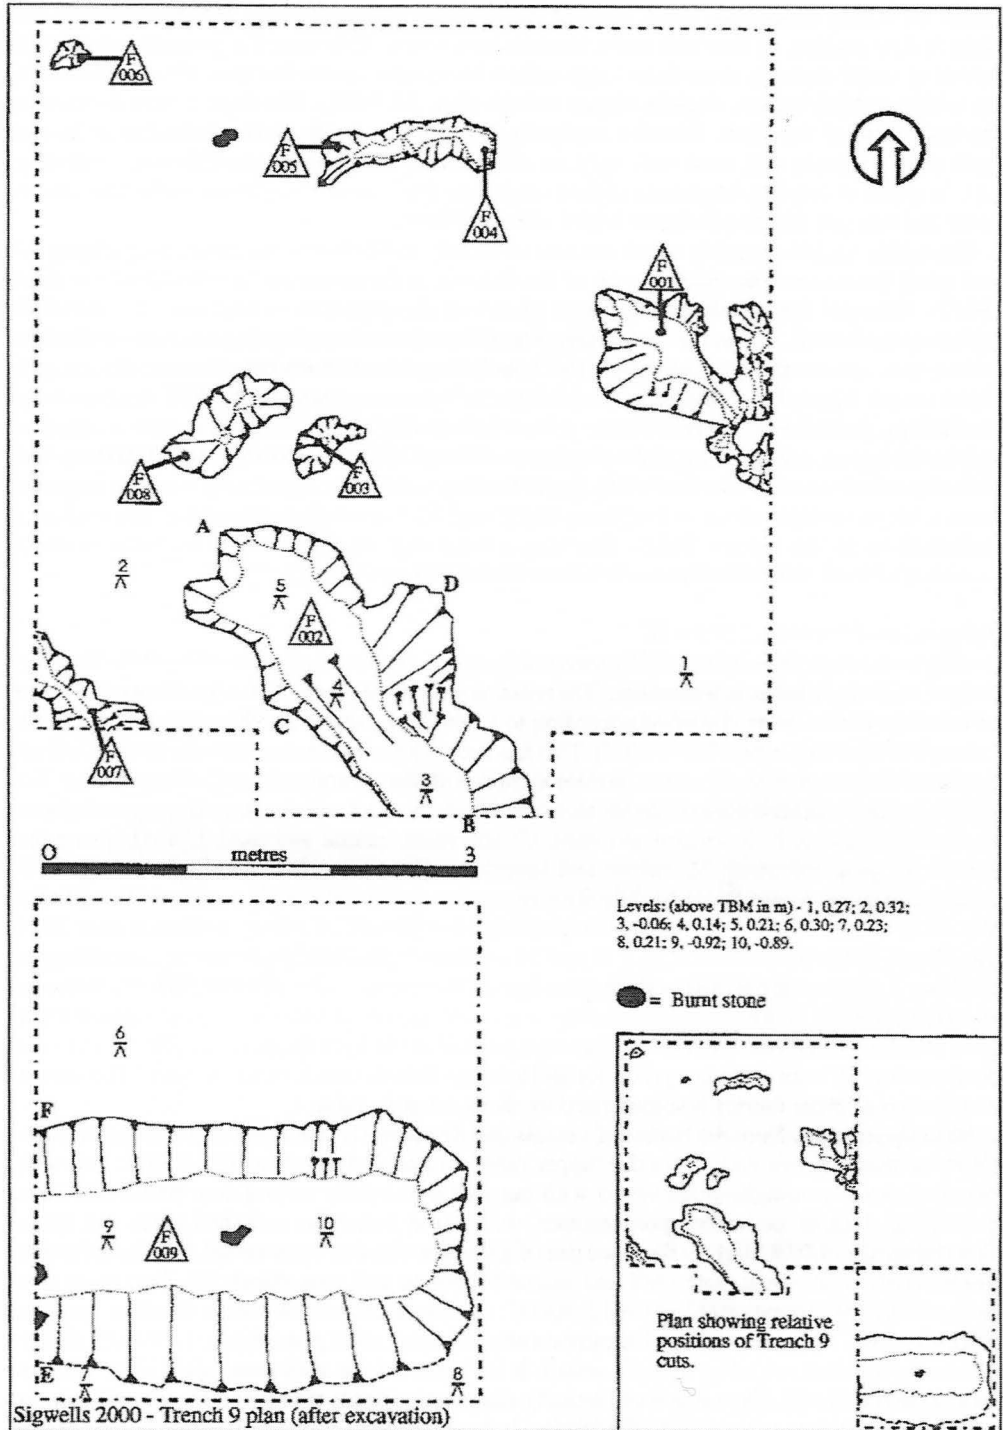 F
006
F
005
F
004
F
001
F
008
F
003
A
2
5
D
F
002
1
4
C
F
007
3
B
O metres 3
Levels: (above TBM in m) - 1, 0.27; 2, 0.32;
3, -0.06; 4, 0.14; 5, 0.21; 6, 0.30; 7, 0.23;
8, 0.21; 9, -0.92; 10, -0.89.
= Burnt stone
6
F
9
F
009
10
E
8
Plan showing relative
positions of Trench 9
cuts.
Sigwells 2000 - Trench 9 plan (after excavation)